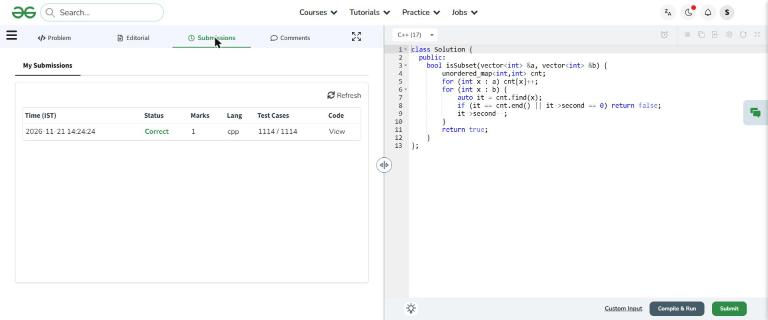 Search...
Courses Tutorials Practice Jobs
S
Problem
Editorial
Submissions
Comments
My Submissions
Refresh
Time (IST) Status Marks Lang Test Cases Code
2026-11-21 14:24:24 Correct 1 cpp 1114 / 1114 View
C++ (17)
1 class Solution {
2 public:
3 bool isSubset(vector<int> &a, vector<int> &b) {
4 unordered_map<int,int> cnt;
5 for (int x : a) cnt[x]++;
6 for (int x : b) {
7 auto it = cnt.find(x);
8 if (it == cnt.end() || it->second == 0) return false;
9 it->second--;
10 }
11 return true;
12 }
13 };
Custom Input
Compile & Run
Submit